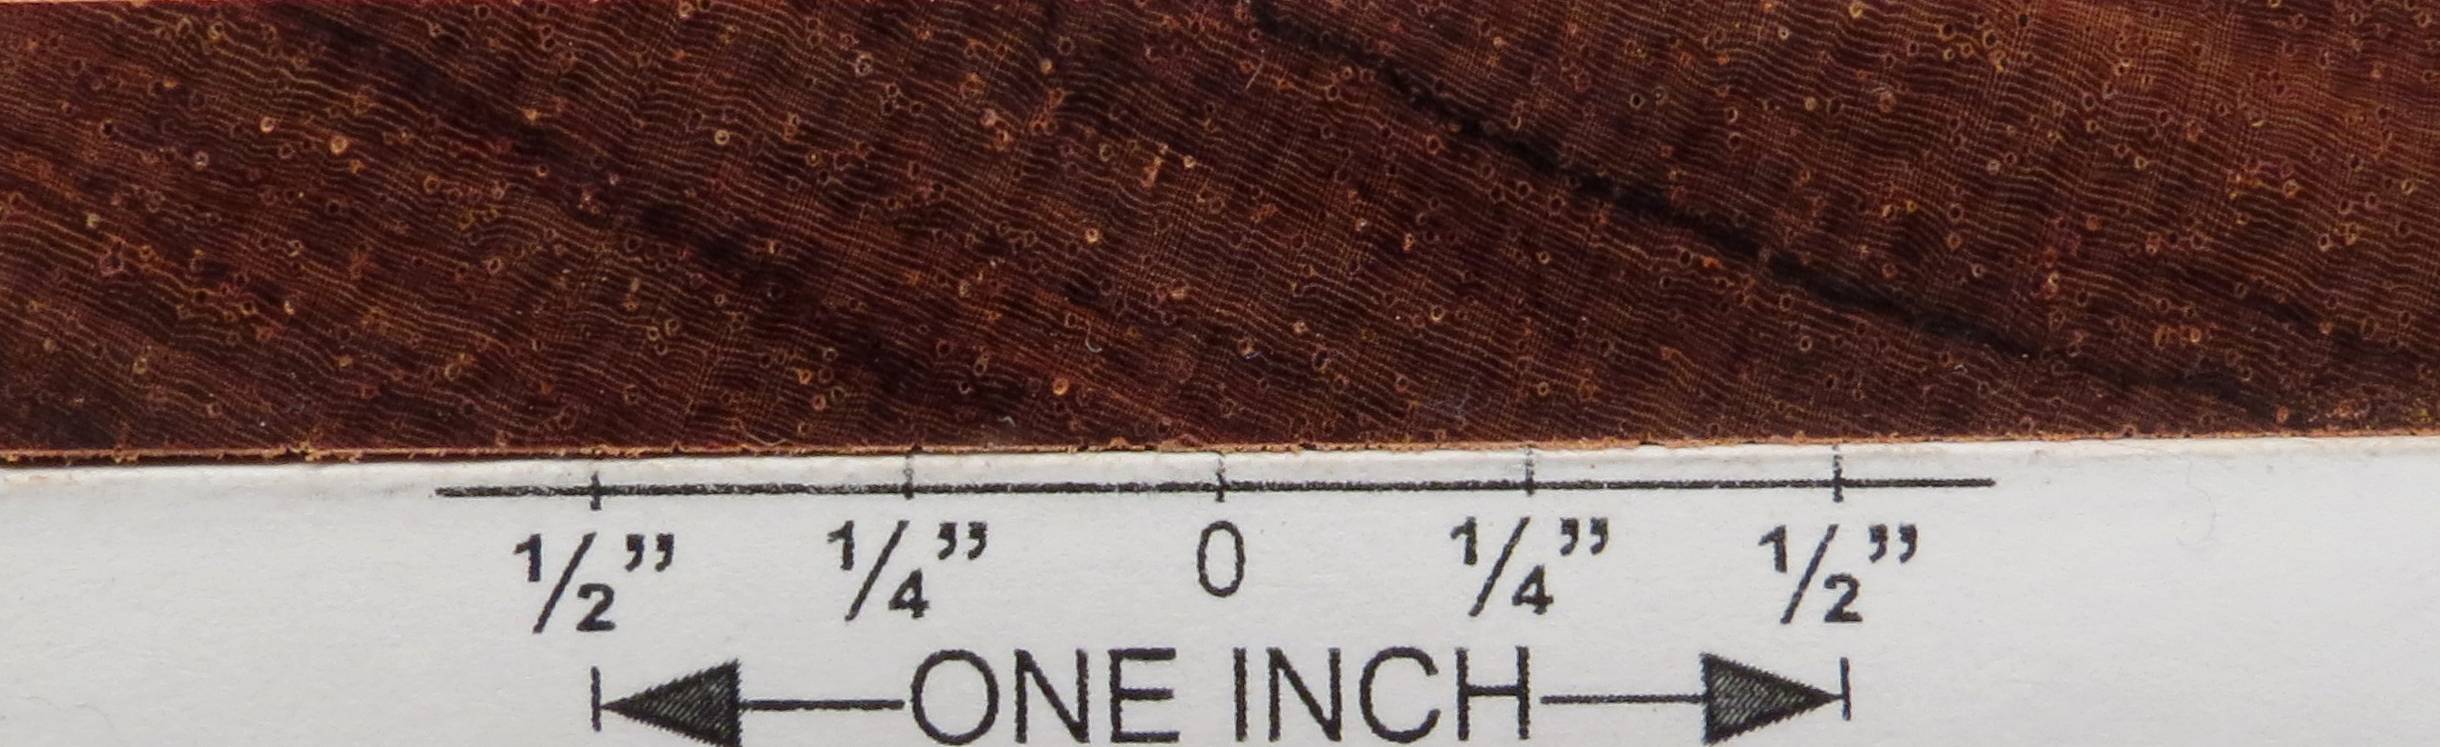 1/2” 1/4” 0 1/4” 1/2”
ONE INCH